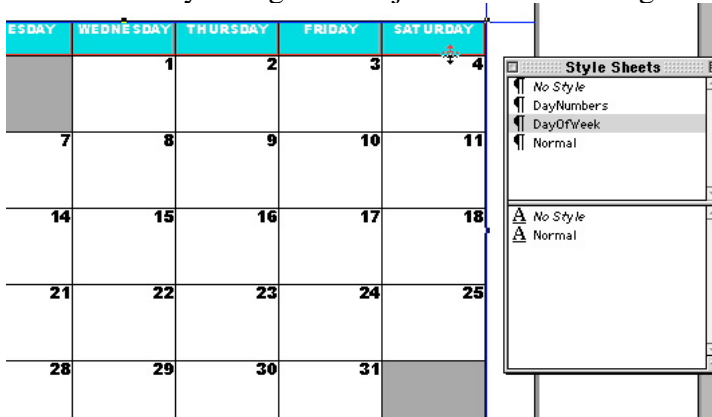 ESDAY WEDNESDAY THURSDAY FRIDAY SATURDAY
1 2 3 4
7 8 9 10 11
14 15 16 17 18
21 22 23 24 25
28 29 30 31
Style Sheets
¶ No Style
¶ DayNumbers
¶ DayOfWeek
¶ Normal
A No Style
A Normal